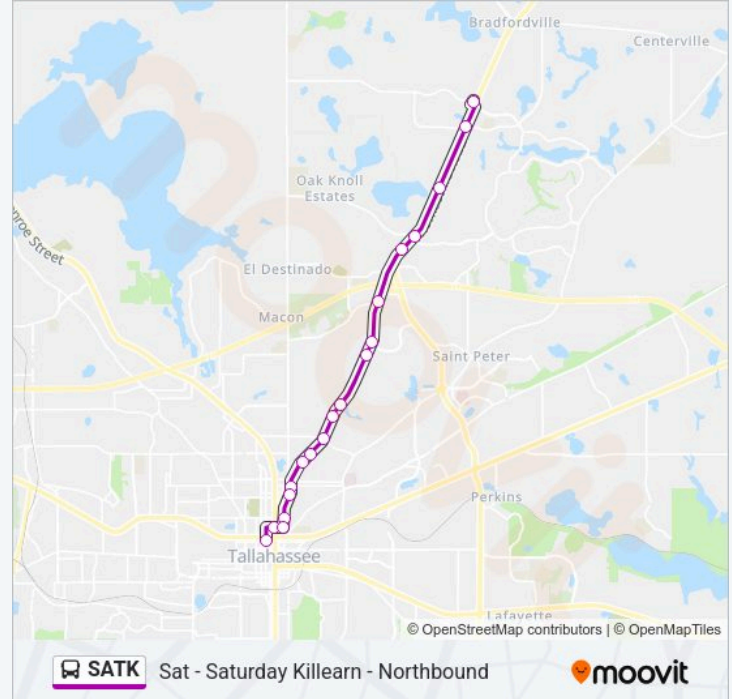 Bradfordville
Centerville
Oak Knoll
Estates
nroe Street
El Destinado
Macon
Saint Peter
Perkins
Tallahassee
Lafayette
© OpenStreetMap contributors | © OpenMapTiles
SATK
Sat - Saturday Killearn - Northbound
moovit